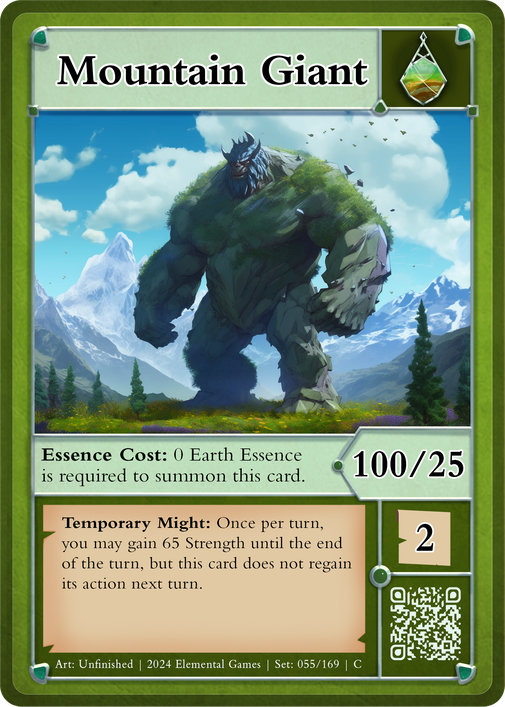 Mountain Giant
Essence Cost: 0 Earth Essence
is required to summon this card.
100/25
Temporary Might: Once per turn,
you may gain 65 Strength until the end
of the turn, but this card does not regain
its action next turn.
2
Art: Unfinished | 2024 Elemental Games | Set: 055/169 | C